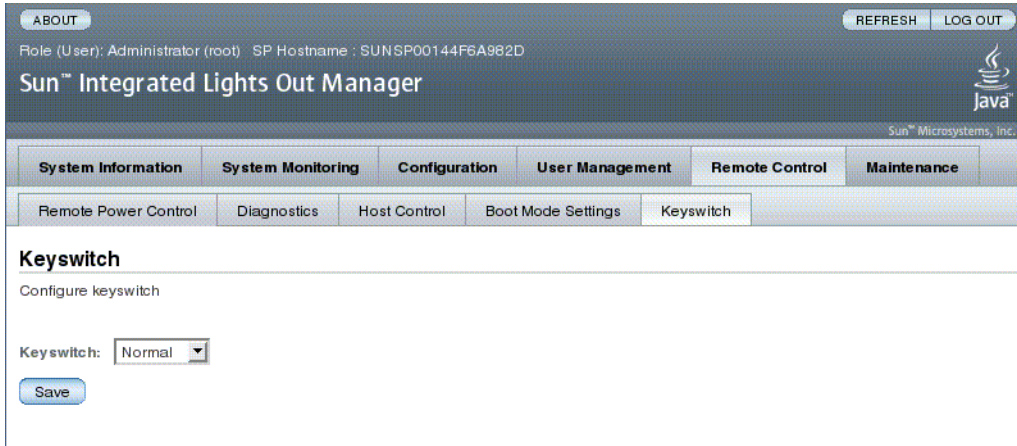 ABOUT REFRESH LOG OUT
Role (User): Administrator (root) SP Hostname : SUNSP00144F6A982D
Sun™ Integrated Lights Out Manager
Java™
Sun™ Microsystems, Inc.
System Information System Monitoring Configuration User Management Remote Control Maintenance
Remote Power Control Diagnostics Host Control Boot Mode Settings Keyswitch
Keyswitch
Configure keyswitch
Keyswitch: Normal
Save